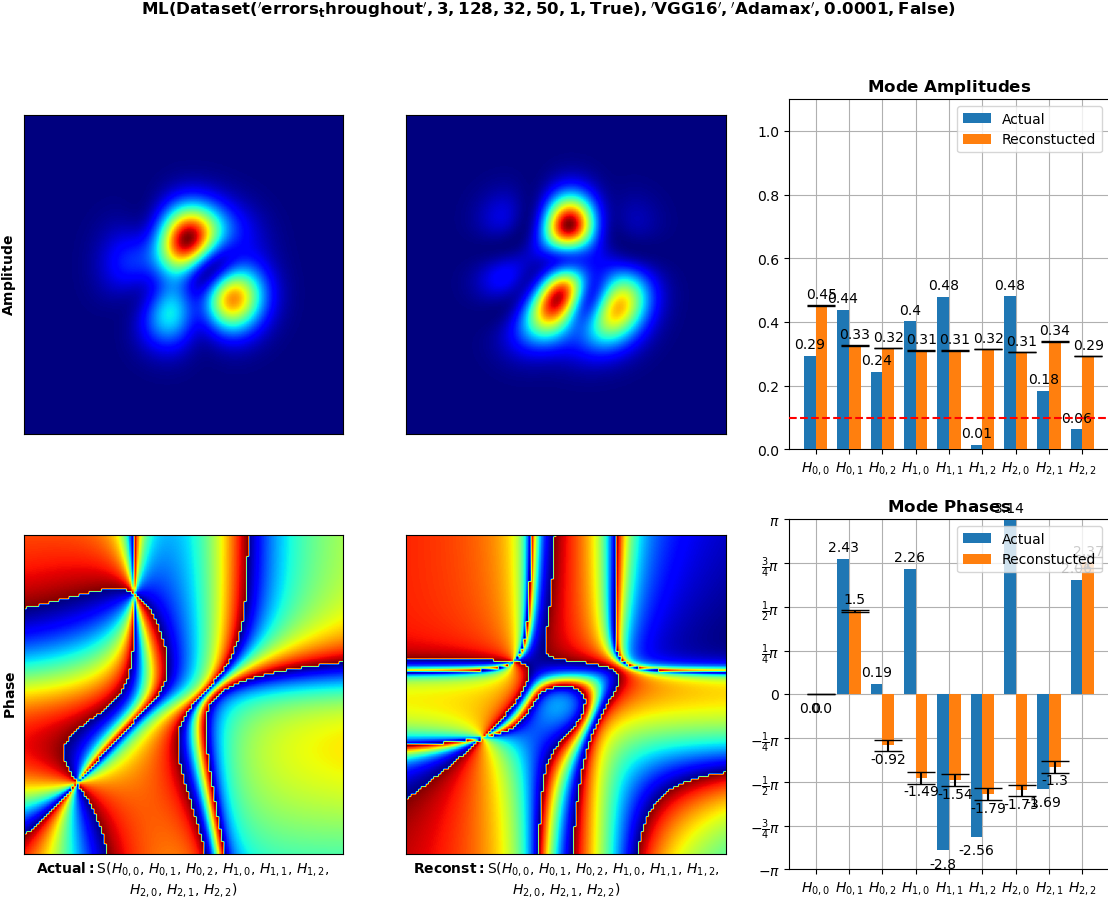 ML(Dataset('errors_throughout', 3, 128, 32, 50, 1, True), 'VGG16', 'Adamax', 0.0001, False)
Amplitude
Mode Amplitudes
Actual
Reconstucted
1.0
0.8
0.6
0.4
0.2
0.0
0.29
0.45
0.44
0.33
0.24
0.32
0.4
0.31
0.48
0.31
0.01
0.32
0.48
0.31
0.18
0.34
0.06
0.29
H0,0 H0,1 H0,2 H1,0 H1,1 H1,2 H2,0 H2,1 H2,2
Phase
Mode Phases
Actual
Reconstucted
π
3/4π
1/2π
1/4π
0
−1/4π
−1/2π
−3/4π
−π
0.0
0.0
2.43
1.5
0.19
-0.92
2.26
-1.49
-2.8
-1.54
-2.56
-1.79
3.14
-1.73
-1.69
-1.3
2.37
H0,0 H0,1 H0,2 H1,0 H1,1 H1,2 H2,0 H2,1 H2,2
Actual: S(H0,0, H0,1, H0,2, H1,0, H1,1, H1,2,
H2,0, H2,1, H2,2)
Reconst: S(H0,0, H0,1, H0,2, H1,0, H1,1, H1,2,
H2,0, H2,1, H2,2)